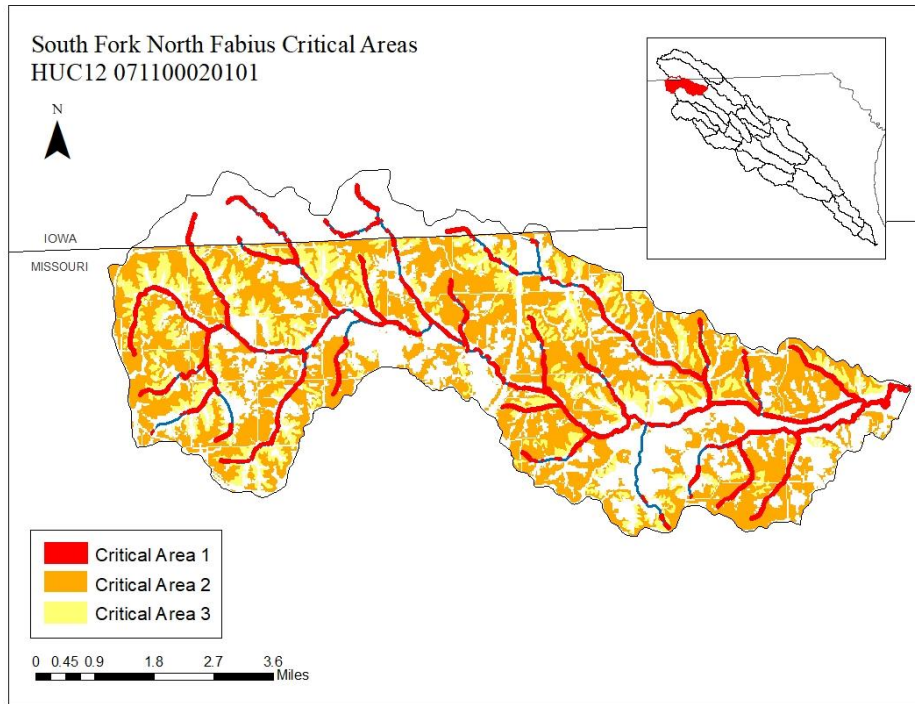 South Fork North Fabius Critical Areas
HUC12 071100020101
N
IOWA
MISSOURI
Critical Area 1
Critical Area 2
Critical Area 3
0 0.45 0.9 1.8 2.7 3.6
Miles